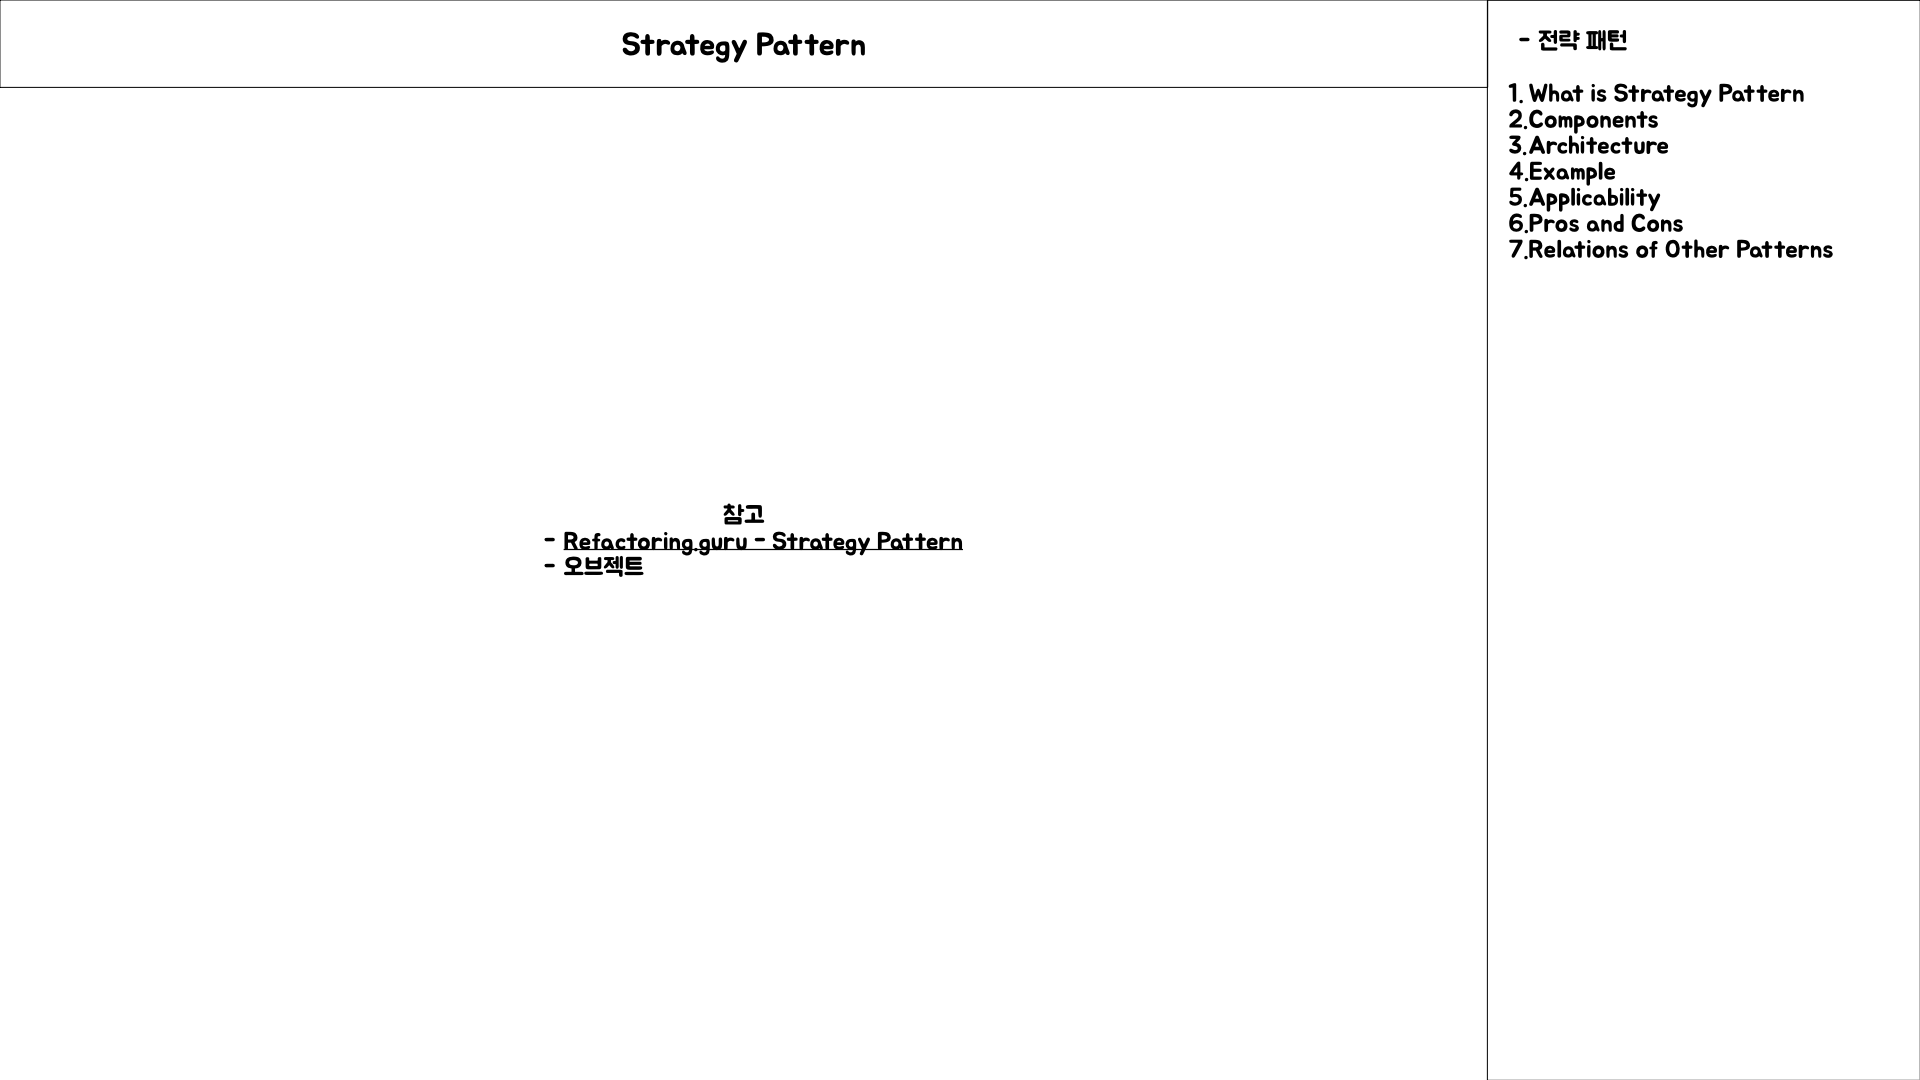 Strategy Pattern
참고
- Refactoring.guru - Strategy Pattern
- 오브젝트
- 전략 패턴
1. What is Strategy Pattern
2.Components
3.Architecture
4.Example
5.Applicability
6.Pros and Cons
7.Relations of Other Patterns